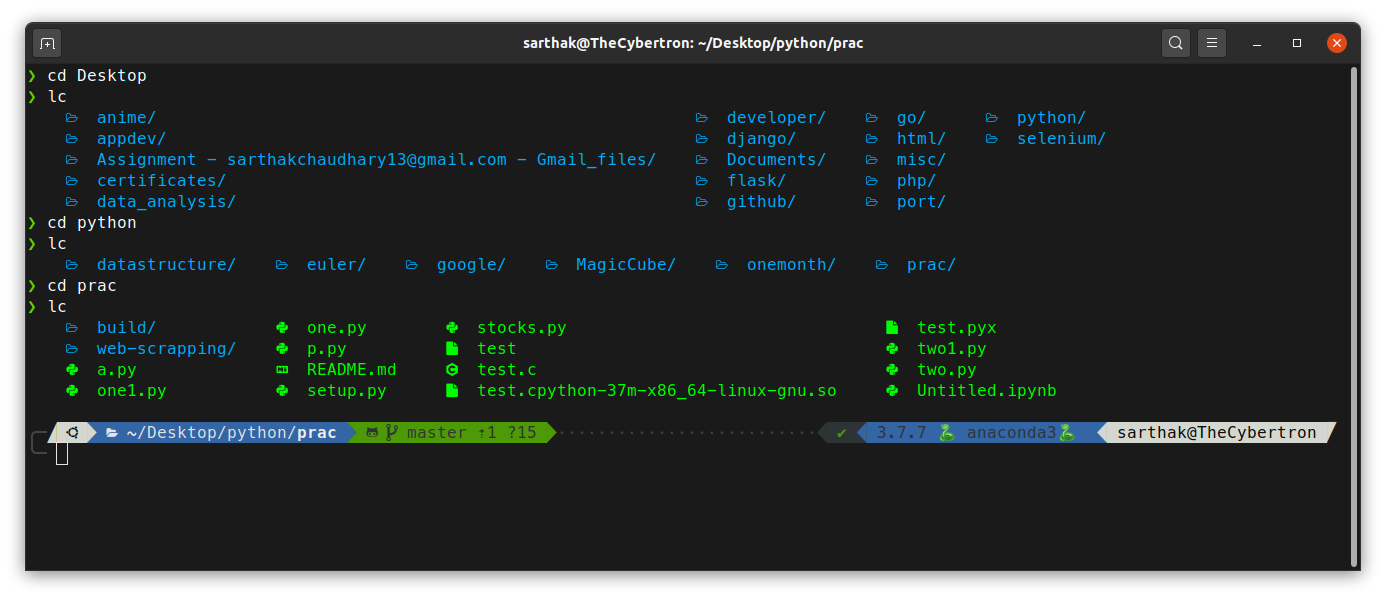 sarthak@TheCybertron: ~/Desktop/python/prac
❯ cd Desktop
❯ lc
anime/ developer/ go/ python/
appdev/ django/ html/ selenium/
Assignment - sarthakchaudhary13@gmail.com - Gmail_files/ Documents/ misc/
certificates/ flask/ php/
data_analysis/ github/ port/
❯ cd python
❯ lc
datastructure/ euler/ google/ MagicCube/ onemonth/ prac/
❯ cd prac
❯ lc
build/ one.py stocks.py test.pyx
web-scrapping/ p.py test two1.py
a.py README.md test.c two.py
one1.py setup.py test.cpython-37m-x86_64-linux-gnu.so Untitled.ipynb
~/Desktop/python/prac master ↑1 ?15 ✔ 3.7.7 🐍 anaconda3🐍 sarthak@TheCybertron